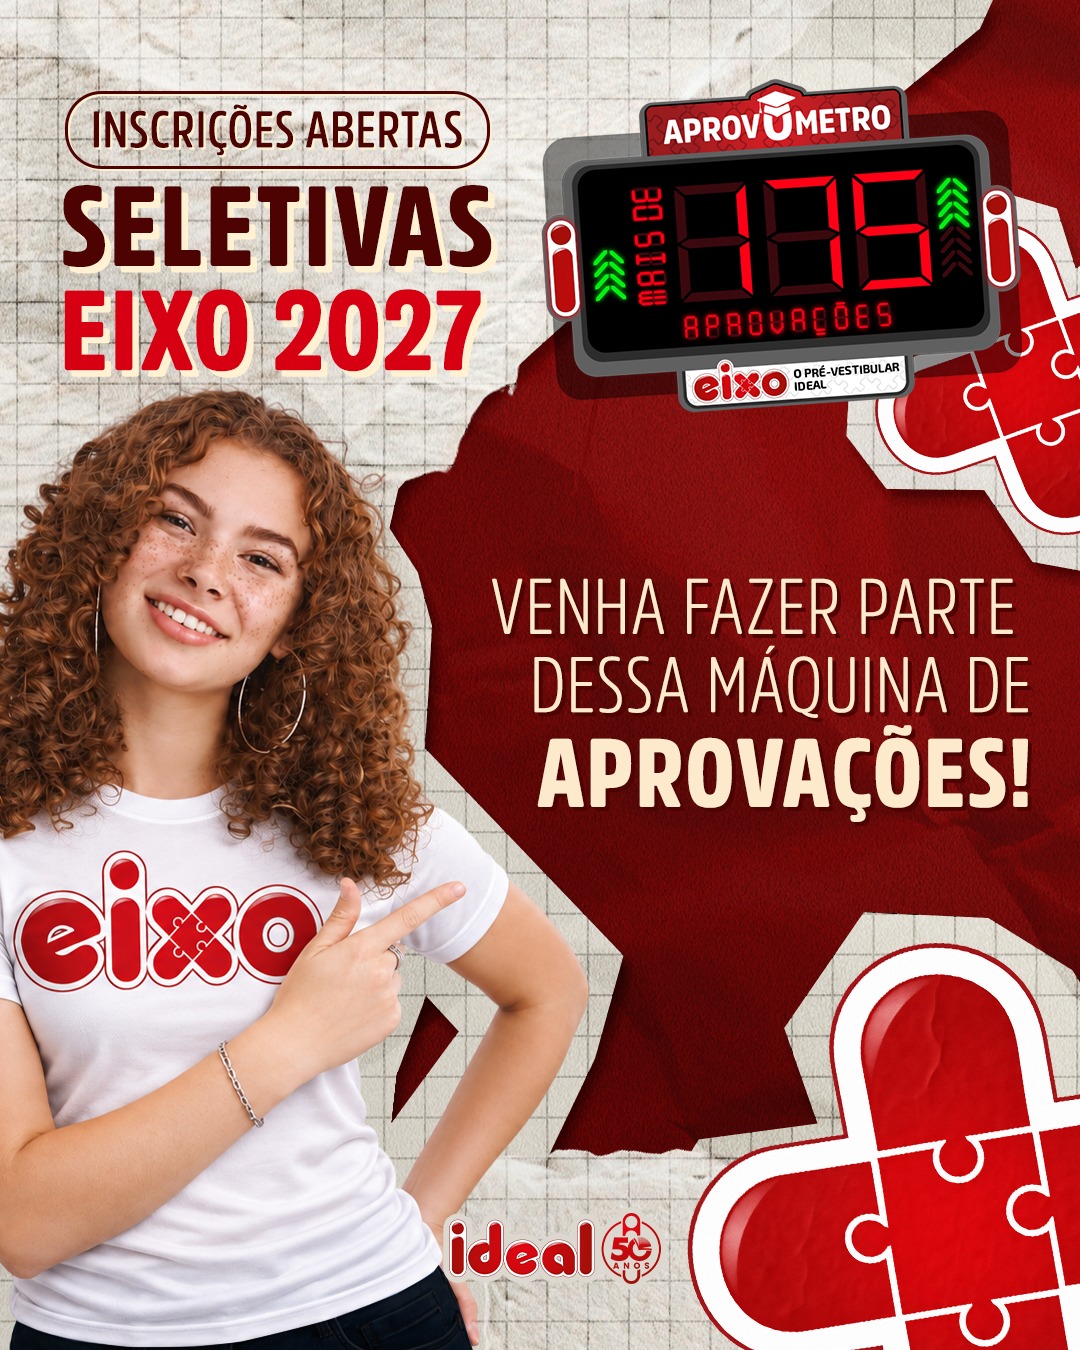 INSCRIÇÕES ABERTAS
SELETIVAS
EIXO 2027
APROVÔMETRO
MAIS DE
175
APROVAÇÕES
eixo O PRÉ-VESTIBULAR
IDEAL
VENHA FAZER PARTE
DESSA MÁQUINA DE
APROVAÇÕES!
eixo
ideal
50
ANOS